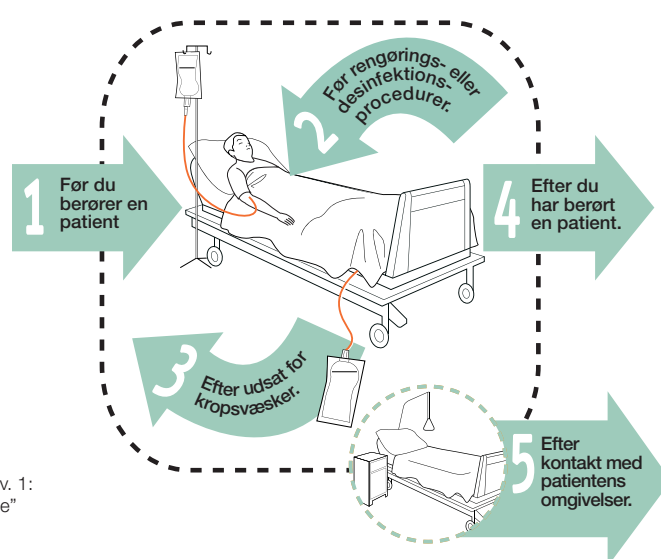 1
Før du
berører en
patient
2
Før rengørings- eller
desinfektions-
procedurer.
3
Efter udsat for
kropsvæsker.
4
Efter du
har berørt
en patient.
5
Efter
kontakt med
patientens
omgivelser.
v. 1:
e”